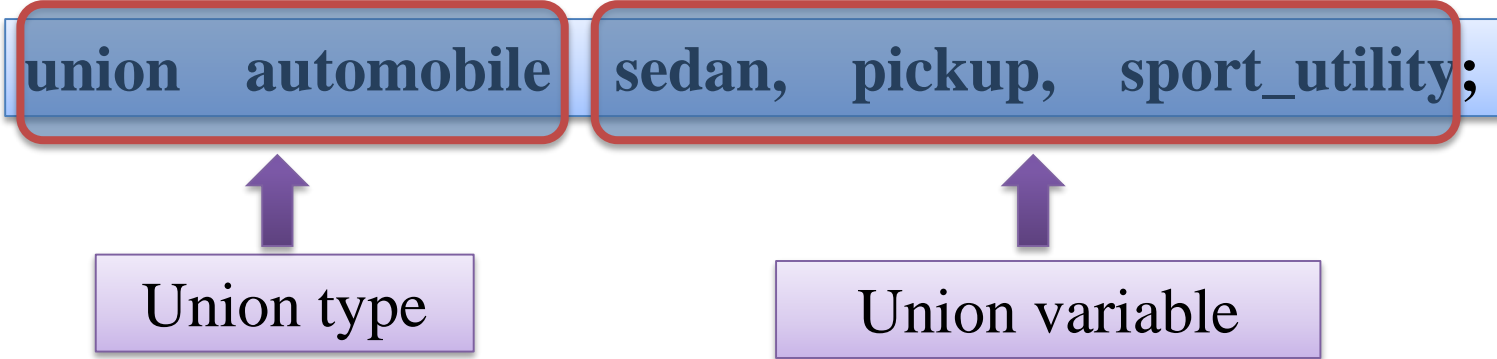 union automobile sedan, pickup, sport_utility;
Union type
Union variable